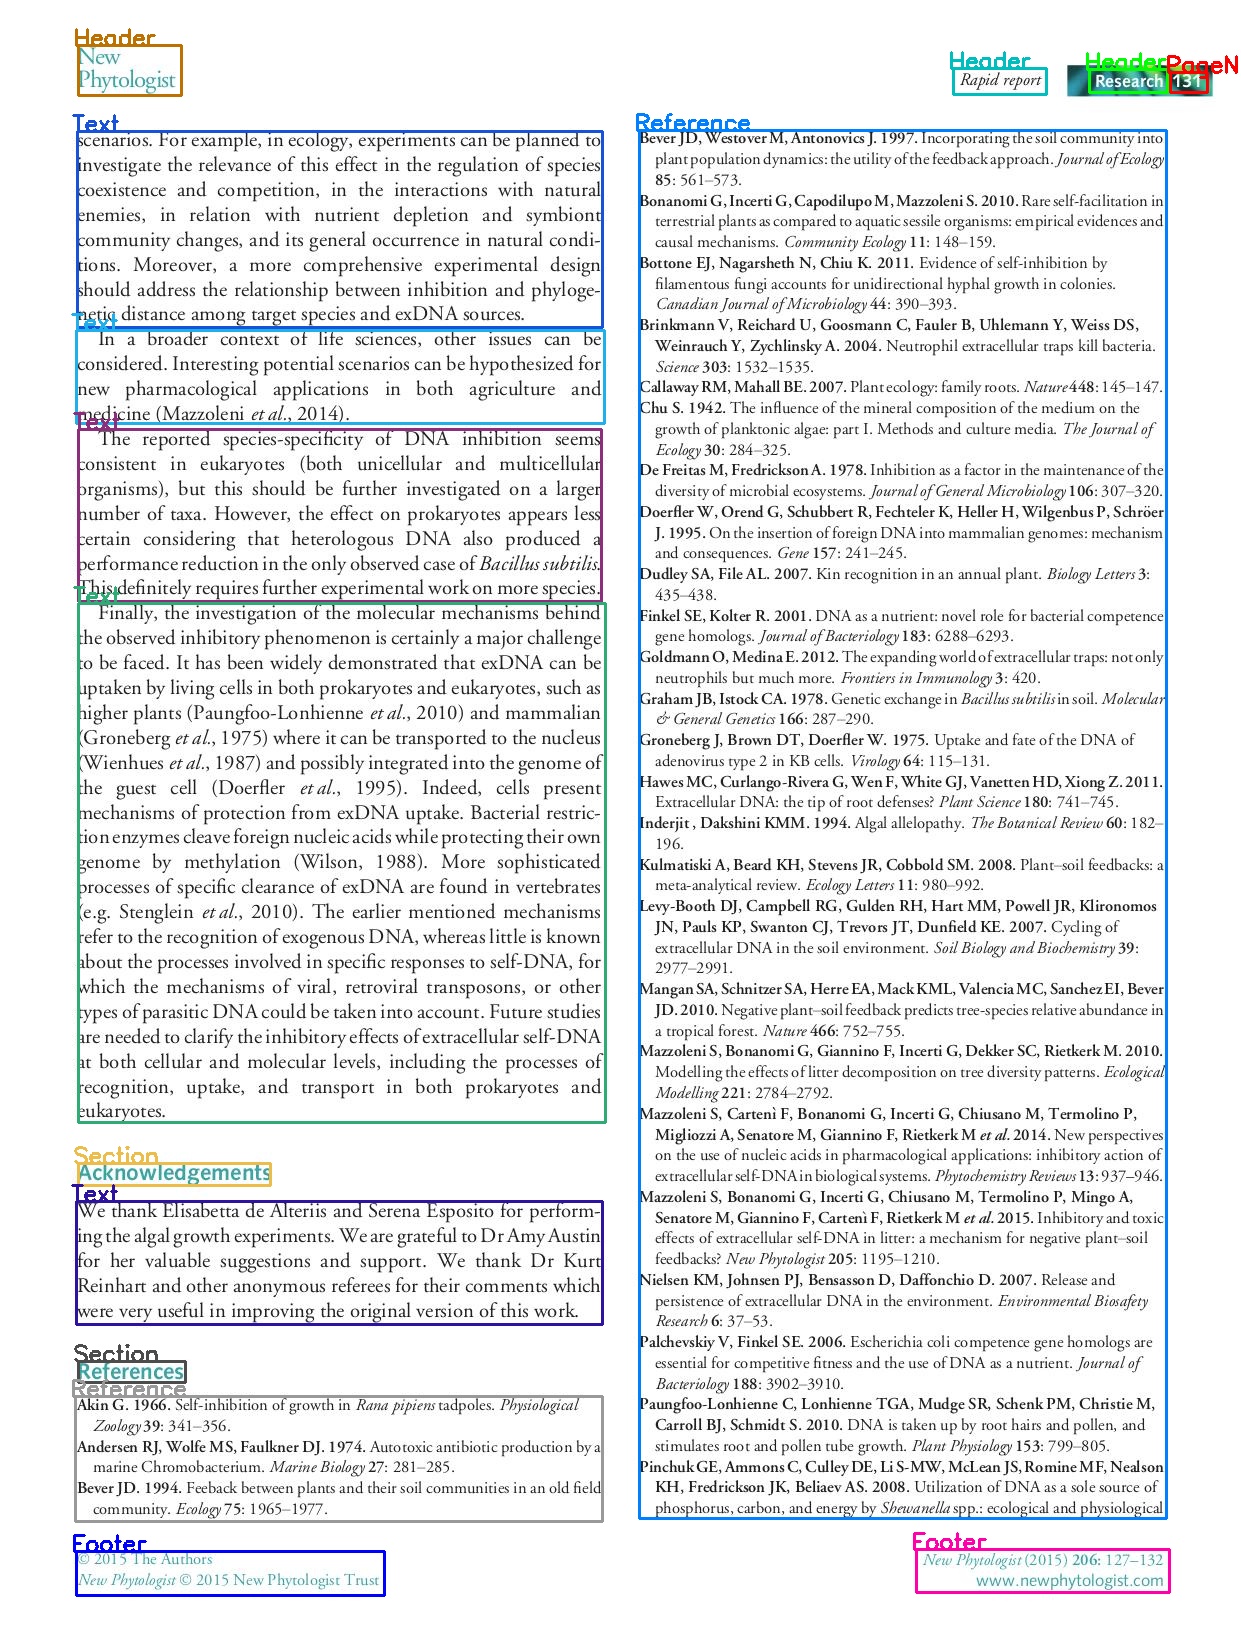 Header
New
Phytologist
Header
Rapid report
Header
Research
PageN
131
Text
scenarios. For example, in ecology, experiments can be planned to
investigate the relevance of this effect in the regulation of species
coexistence and competition, in the interactions with natural
enemies, in relation with nutrient depletion and symbiont
community changes, and its general occurrence in natural condi-
tions. Moreover, a more comprehensive experimental design
should address the relationship between inhibition and phyloge-
netic distance among target species and exDNA sources.
Text
In a broader context of life sciences, other issues can be
considered. Interesting potential scenarios can be hypothesized for
new pharmacological applications in both agriculture and
medicine (Mazzoleni et al., 2014).
Text
The reported species-specificity of DNA inhibition seems
consistent in eukaryotes (both unicellular and multicellular
organisms), but this should be further investigated on a larger
number of taxa. However, the effect on prokaryotes appears less
certain considering that heterologous DNA also produced a
performance reduction in the only observed case of Bacillus subtilis.
This definitely requires further experimental work on more species.
Text
Finally, the investigation of the molecular mechanisms behind
the observed inhibitory phenomenon is certainly a major challenge
to be faced. It has been widely demonstrated that exDNA can be
uptaken by living cells in both prokaryotes and eukaryotes, such as
higher plants (Paungfoo-Lonhienne et al., 2010) and mammalian
(Groneberg et al., 1975) where it can be transported to the nucleus
(Wienhues et al., 1987) and possibly integrated into the genome of
the guest cell (Doerfler et al., 1995). Indeed, cells present
mechanisms of protection from exDNA uptake. Bacterial restric-
tion enzymes cleave foreign nucleic acids while protecting their own
genome by methylation (Wilson, 1988). More sophisticated
processes of specific clearance of exDNA are found in vertebrates
(e.g. Stenglein et al., 2010). The earlier mentioned mechanisms
refer to the recognition of exogenous DNA, whereas little is known
about the processes involved in specific responses to self-DNA, for
which the mechanisms of viral, retroviral transposons, or other
types of parasitic DNA could be taken into account. Future studies
are needed to clarify the inhibitory effects of extracellular self-DNA
at both cellular and molecular levels, including the processes of
recognition, uptake, and transport in both prokaryotes and
eukaryotes.
Section
Acknowledgements
Text
We thank Elisabetta de Alteriis and Serena Esposito for perform-
ing the algal growth experiments. We are grateful to Dr Amy Austin
for her valuable suggestions and support. We thank Dr Kurt
Reinhart and other anonymous referees for their comments which
were very useful in improving the original version of this work.
Section
References
Reference
Akin G. 1966. Self-inhibition of growth in Rana pipiens tadpoles. Physiological
Zoology 39: 341–356.
Andersen RJ, Wolfe MS, Faulkner DJ. 1974. Autotoxic antibiotic production by a
marine Chromobacterium. Marine Biology 27: 281–285.
Bever JD. 1994. Feeback between plants and their soil communities in an old field
community. Ecology 75: 1965–1977.
Reference
Bever JD, Westover M, Antonovics J. 1997. Incorporating the soil community into
plant population dynamics: the utility of the feedback approach. Journal of Ecology
85: 561–573.
Bonanomi G, Incerti G, Capodilupo M, Mazzoleni S. 2010. Rare self-facilitation in
terrestrial plants as compared to aquatic sessile organisms: empirical evidences and
causal mechanisms. Community Ecology 11: 148–159.
Bottone EJ, Nagarsheth N, Chiu K. 2011. Evidence of self-inhibition by
filamentous fungi accounts for unidirectional hyphal growth in colonies.
Canadian Journal of Microbiology 44: 390–393.
Brinkmann V, Reichard U, Goosmann C, Fauler B, Uhlemann Y, Weiss DS,
Weinrauch Y, Zychlinsky A. 2004. Neutrophil extracellular traps kill bacteria.
Science 303: 1532–1535.
Callaway RM, Mahall BE. 2007. Plant ecology: family roots. Nature 448: 145–147.
Chu S. 1942. The influence of the mineral composition of the medium on the
growth of planktonic algae: part I. Methods and culture media. The Journal of
Ecology 30: 284–325.
De Freitas M, Fredrickson A. 1978. Inhibition as a factor in the maintenance of the
diversity of microbial ecosystems. Journal of General Microbiology 106: 307–320.
Doerfler W, Orend G, Schubbert R, Fechteler K, Heller H, Wilgenbus P, Schröer
J. 1995. On the insertion of foreign DNA into mammalian genomes: mechanism
and consequences. Gene 157: 241–245.
Dudley SA, File AL. 2007. Kin recognition in an annual plant. Biology Letters 3:
435–438.
Finkel SE, Kolter R. 2001. DNA as a nutrient: novel role for bacterial competence
gene homologs. Journal of Bacteriology 183: 6288–6293.
Goldmann O, Medina E. 2012. The expanding world of extracellular traps: not only
neutrophils but much more. Frontiers in Immunology 3: 420.
Graham JB, Istock CA. 1978. Genetic exchange in Bacillus subtilis in soil. Molecular
& General Genetics 166: 287–290.
Groneberg J, Brown DT, Doerfler W. 1975. Uptake and fate of the DNA of
adenovirus type 2 in KB cells. Virology 64: 115–131.
Hawes MC, Curlango-Rivera G, Wen F, White GJ, Vanetten HD, Xiong Z. 2011.
Extracellular DNA: the tip of root defenses? Plant Science 180: 741–745.
Inderjit , Dakshini KMM. 1994. Algal allelopathy. The Botanical Review 60: 182–
196.
Kulmatiski A, Beard KH, Stevens JR, Cobbold SM. 2008. Plant–soil feedbacks: a
meta-analytical review. Ecology Letters 11: 980–992.
Levy-Booth DJ, Campbell RG, Gulden RH, Hart MM, Powell JR, Klironomos
JN, Pauls KP, Swanton CJ, Trevors JT, Dunfield KE. 2007. Cycling of
extracellular DNA in the soil environment. Soil Biology and Biochemistry 39:
2977–2991.
Mangan SA, Schnitzer SA, Herre EA, Mack KML, Valencia MC, Sanchez EI, Bever
JD. 2010. Negative plant–soil feedback predicts tree-species relative abundance in
a tropical forest. Nature 466: 752–755.
Mazzoleni S, Bonanomi G, Giannino F, Incerti G, Dekker SC, Rietkerk M. 2010.
Modelling the effects of litter decomposition on tree diversity patterns. Ecological
Modelling 221: 2784–2792.
Mazzoleni S, Cartenì F, Bonanomi G, Incerti G, Chiusano M, Termolino P,
Migliozzi A, Senatore M, Giannino F, Rietkerk M et al. 2014. New perspectives
on the use of nucleic acids in pharmacological applications: inhibitory action of
extracellular self-DNA in biological systems. Phytochemistry Reviews 13: 937–946.
Mazzoleni S, Bonanomi G, Incerti G, Chiusano M, Termolino P, Mingo A,
Senatore M, Giannino F, Cartenì F, Rietkerk M et al. 2015. Inhibitory and toxic
effects of extracellular self-DNA in litter: a mechanism for negative plant–soil
feedbacks? New Phytologist 205: 1195–1210.
Nielsen KM, Johnsen PJ, Bensasson D, Daffonchio D. 2007. Release and
persistence of extracellular DNA in the environment. Environmental Biosafety
Research 6: 37–53.
Palchevskiy V, Finkel SE. 2006. Escherichia coli competence gene homologs are
essential for competitive fitness and the use of DNA as a nutrient. Journal of
Bacteriology 188: 3902–3910.
Paungfoo-Lonhienne C, Lonhienne TGA, Mudge SR, Schenk PM, Christie M,
Carroll BJ, Schmidt S. 2010. DNA is taken up by root hairs and pollen, and
stimulates root and pollen tube growth. Plant Physiology 153: 799–805.
Pinchuk GE, Ammons C, Culley DE, Li S-MW, McLean JS, Romine MF, Nealson
KH, Fredrickson JK, Beliaev AS. 2008. Utilization of DNA as a sole source of
phosphorus, carbon, and energy by Shewanella spp.: ecological and physiological
Footer
© 2015 The Authors
New Phytologist © 2015 New Phytologist Trust
Footer
New Phytologist (2015) 206: 127–132
www.newphytologist.com